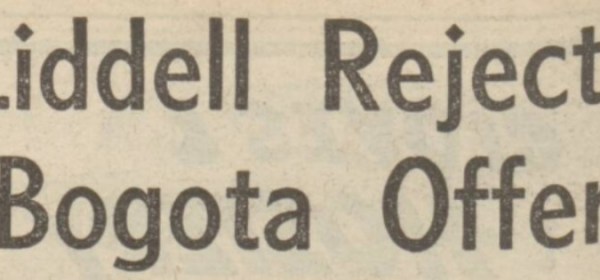 Liddell Reject
Bogota Offer